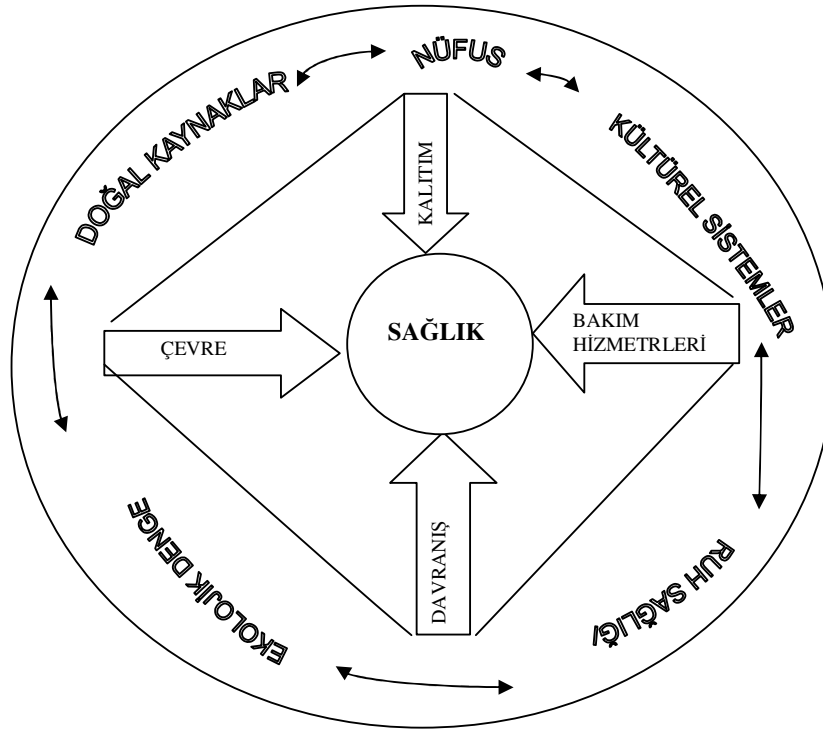 NÜFUS
DOĞAL KAYNAKLAR
KÜLTÜREL SİSTEMLER
KALITIM
SAĞLIK
ÇEVRE
BAKIM
HİZMETRLERİ
DAVRANIŞ
EKOLOJİK DENGE
RUH SAĞLIĞI